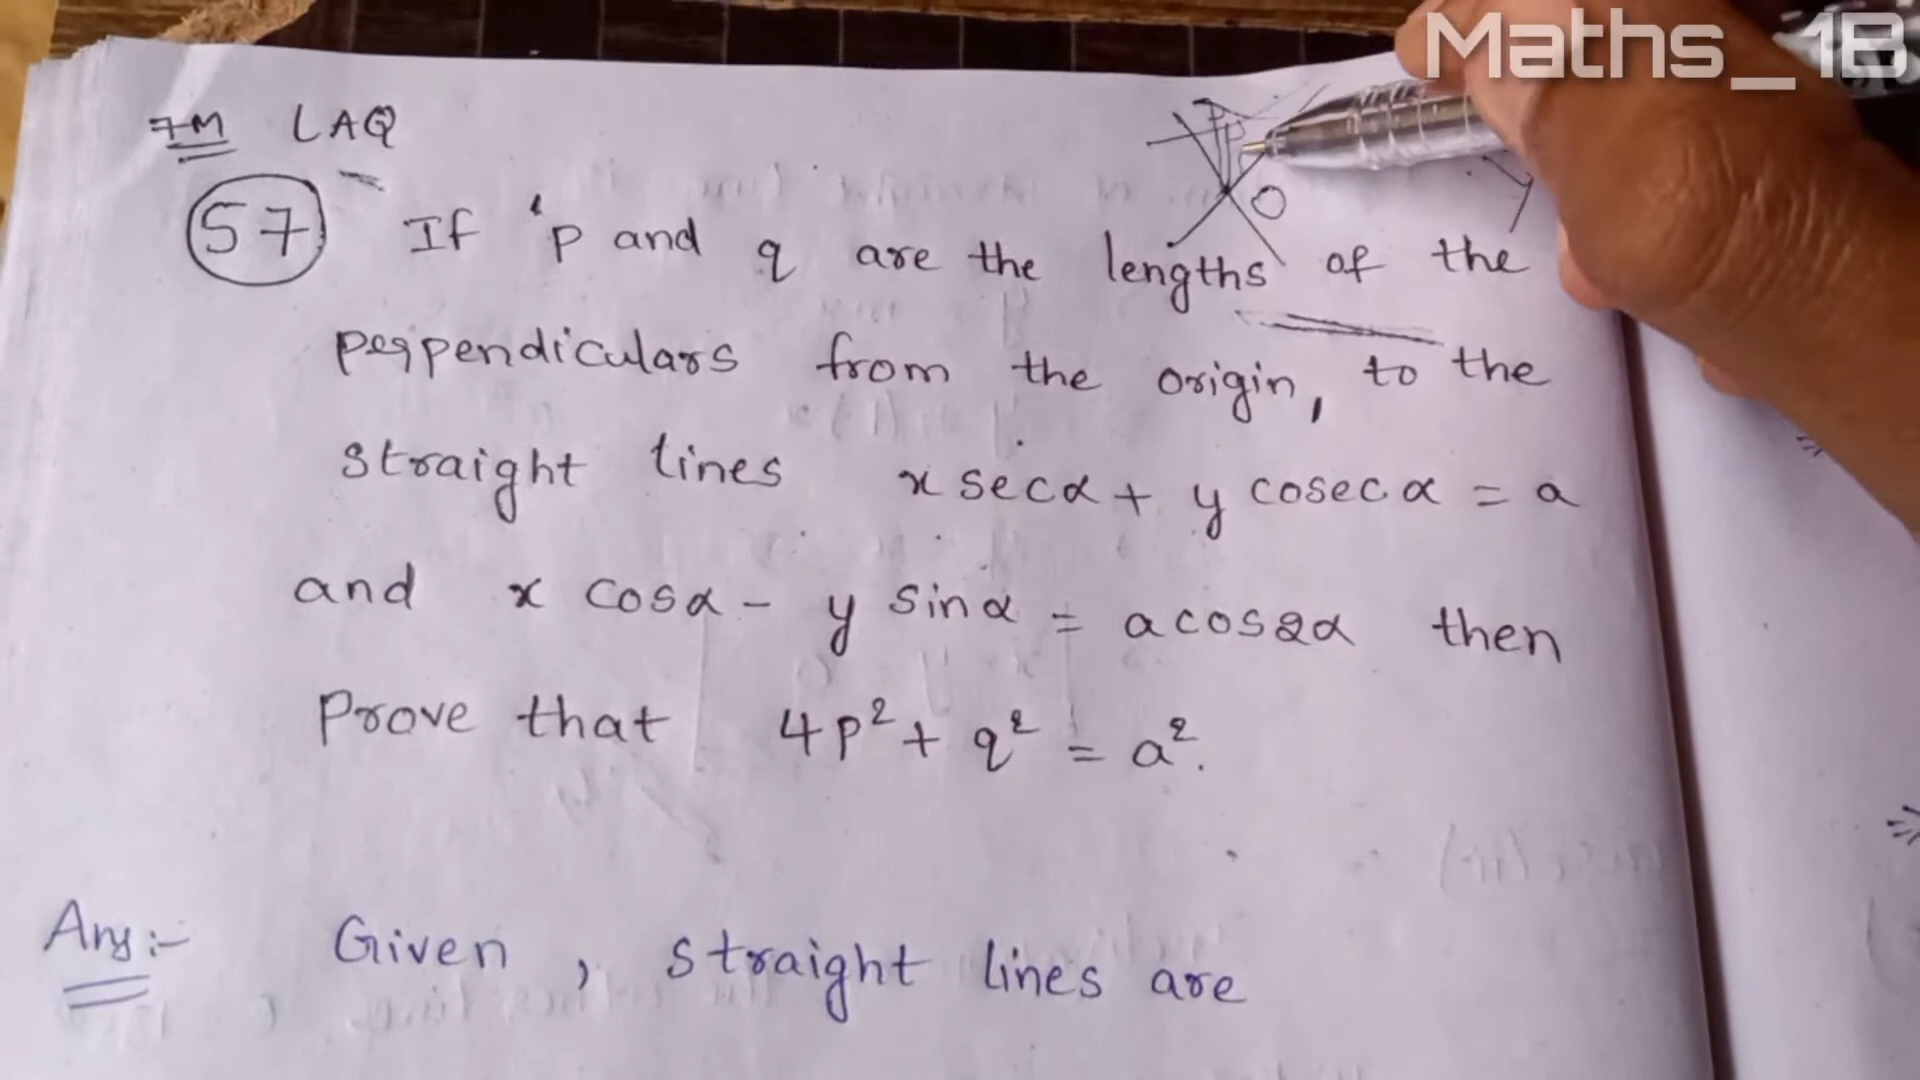 Maths_1B
7M LAQ
57 If 'p and q are the lengths of the
perpendiculars from the origin, to the
straight lines x secα + y cosec α = a
and x cosα - y sinα = a cos2α then
prove that 4p² + q² = a².
O
Ans:- Given, straight lines are